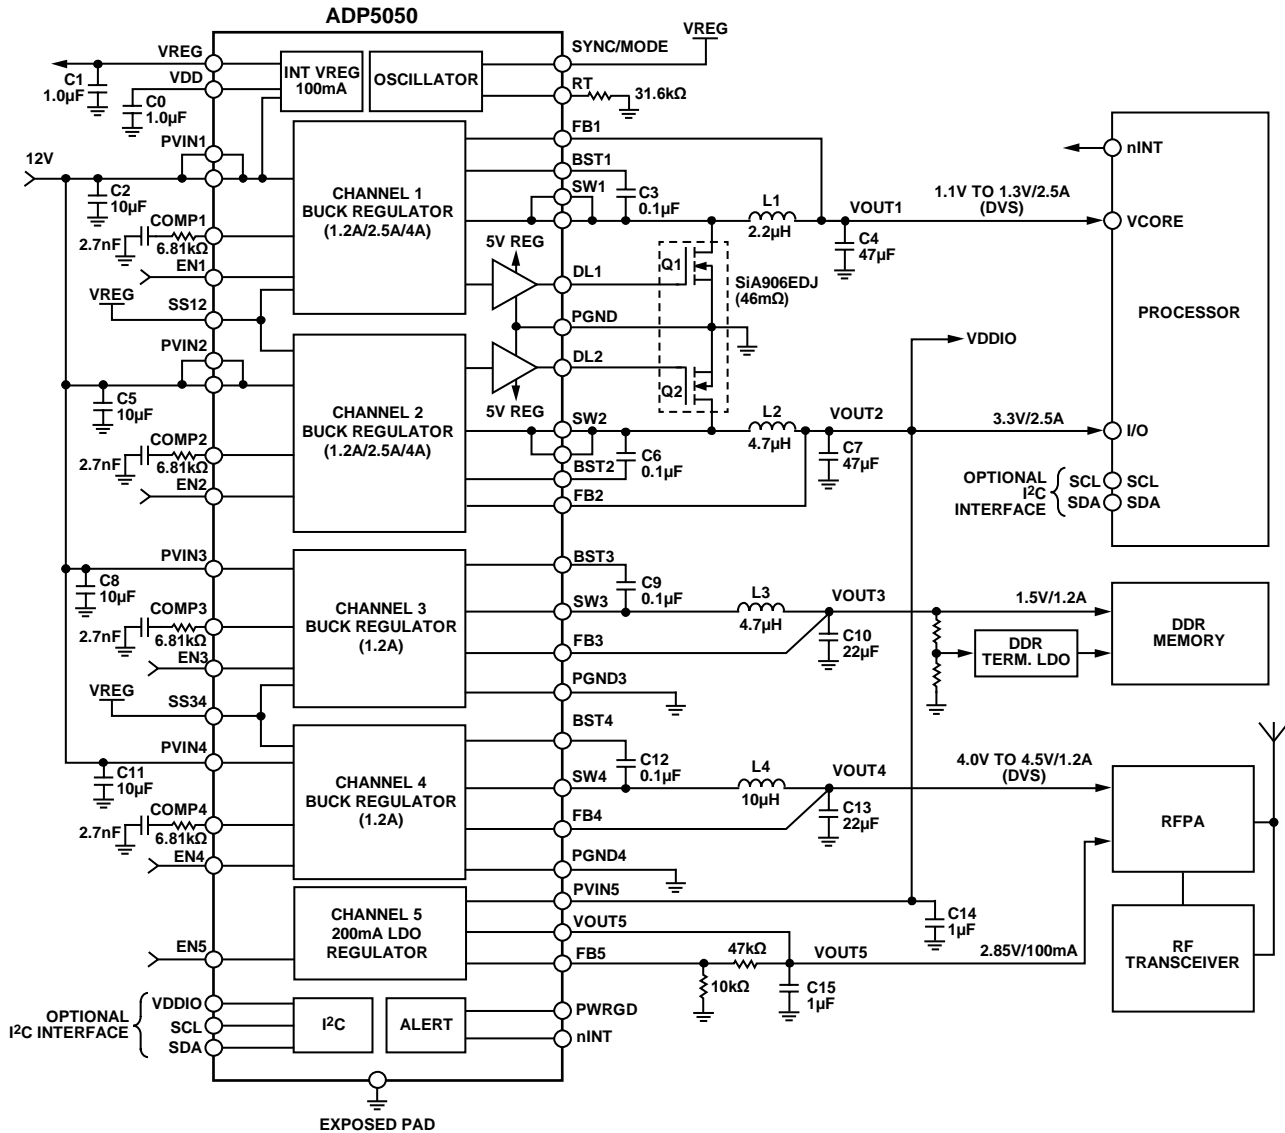 ADP5050
VREG
C1
1.0µF
VDD
C0
1.0µF
INT VREG
100mA
OSCILLATOR
SYNC/MODE
VREG
RT
31.6kΩ
12V
PVIN1
C2
10µF
COMP1
2.7nF
6.81kΩ
EN1
VREG
SS12
CHANNEL 1
BUCK REGULATOR
(1.2A/2.5A/4A)
FB1
BST1
SW1
C3
0.1µF
L1
2.2µH
VOUT1
C4
47µF
1.1V TO 1.3V/2.5A
(DVS)
5V REG
DL1
PGND
DL2
5V REG
Q1
Q2
SiA906EDJ
(46mΩ)
nINT
VCORE
PROCESSOR
I/O
SCL
SDA
OPTIONAL
I2C
INTERFACE
SCL
SDA
VDDIO
PVIN2
C5
10µF
COMP2
2.7nF
6.81kΩ
EN2
CHANNEL 2
BUCK REGULATOR
(1.2A/2.5A/4A)
SW2
BST2
FB2
C6
0.1µF
L2
4.7µH
VOUT2
C7
47µF
3.3V/2.5A
PVIN3
C8
10µF
COMP3
2.7nF
6.81kΩ
EN3
VREG
SS34
CHANNEL 3
BUCK REGULATOR
(1.2A)
BST3
SW3
FB3
PGND3
C9
0.1µF
L3
4.7µH
VOUT3
C10
22µF
1.5V/1.2A
DDR
TERM. LDO
DDR
MEMORY
PVIN4
C11
10µF
COMP4
2.7nF
6.81kΩ
EN4
CHANNEL 4
BUCK REGULATOR
(1.2A)
BST4
SW4
FB4
PGND4
C12
0.1µF
L4
10µH
VOUT4
C13
22µF
4.0V TO 4.5V/1.2A
(DVS)
RFPA
RF
TRANSCEIVER
EN5
CHANNEL 5
200mA LDO
REGULATOR
PVIN5
VOUT5
FB5
47kΩ
10kΩ
VOUT5
C14
1µF
C15
1µF
2.85V/100mA
OPTIONAL
I2C INTERFACE
VDDIO
SCL
SDA
I2C
ALERT
PWRGD
nINT
EXPOSED PAD